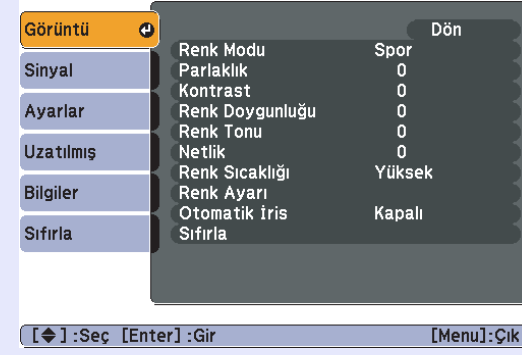 Görüntü
Sinyal
Ayarlar
Uzatılmış
Bilgiler
Sıfırla
Dön
Renk Modu Spor
Parlaklık 0
Kontrast 0
Renk Doygunluğu 0
Renk Tonu 0
Netlik 0
Renk Sıcaklığı Yüksek
Renk Ayarı
Otomatik İris Kapalı
Sıfırla
[◆] :Seç [Enter] :Gir [Menu]:Çık